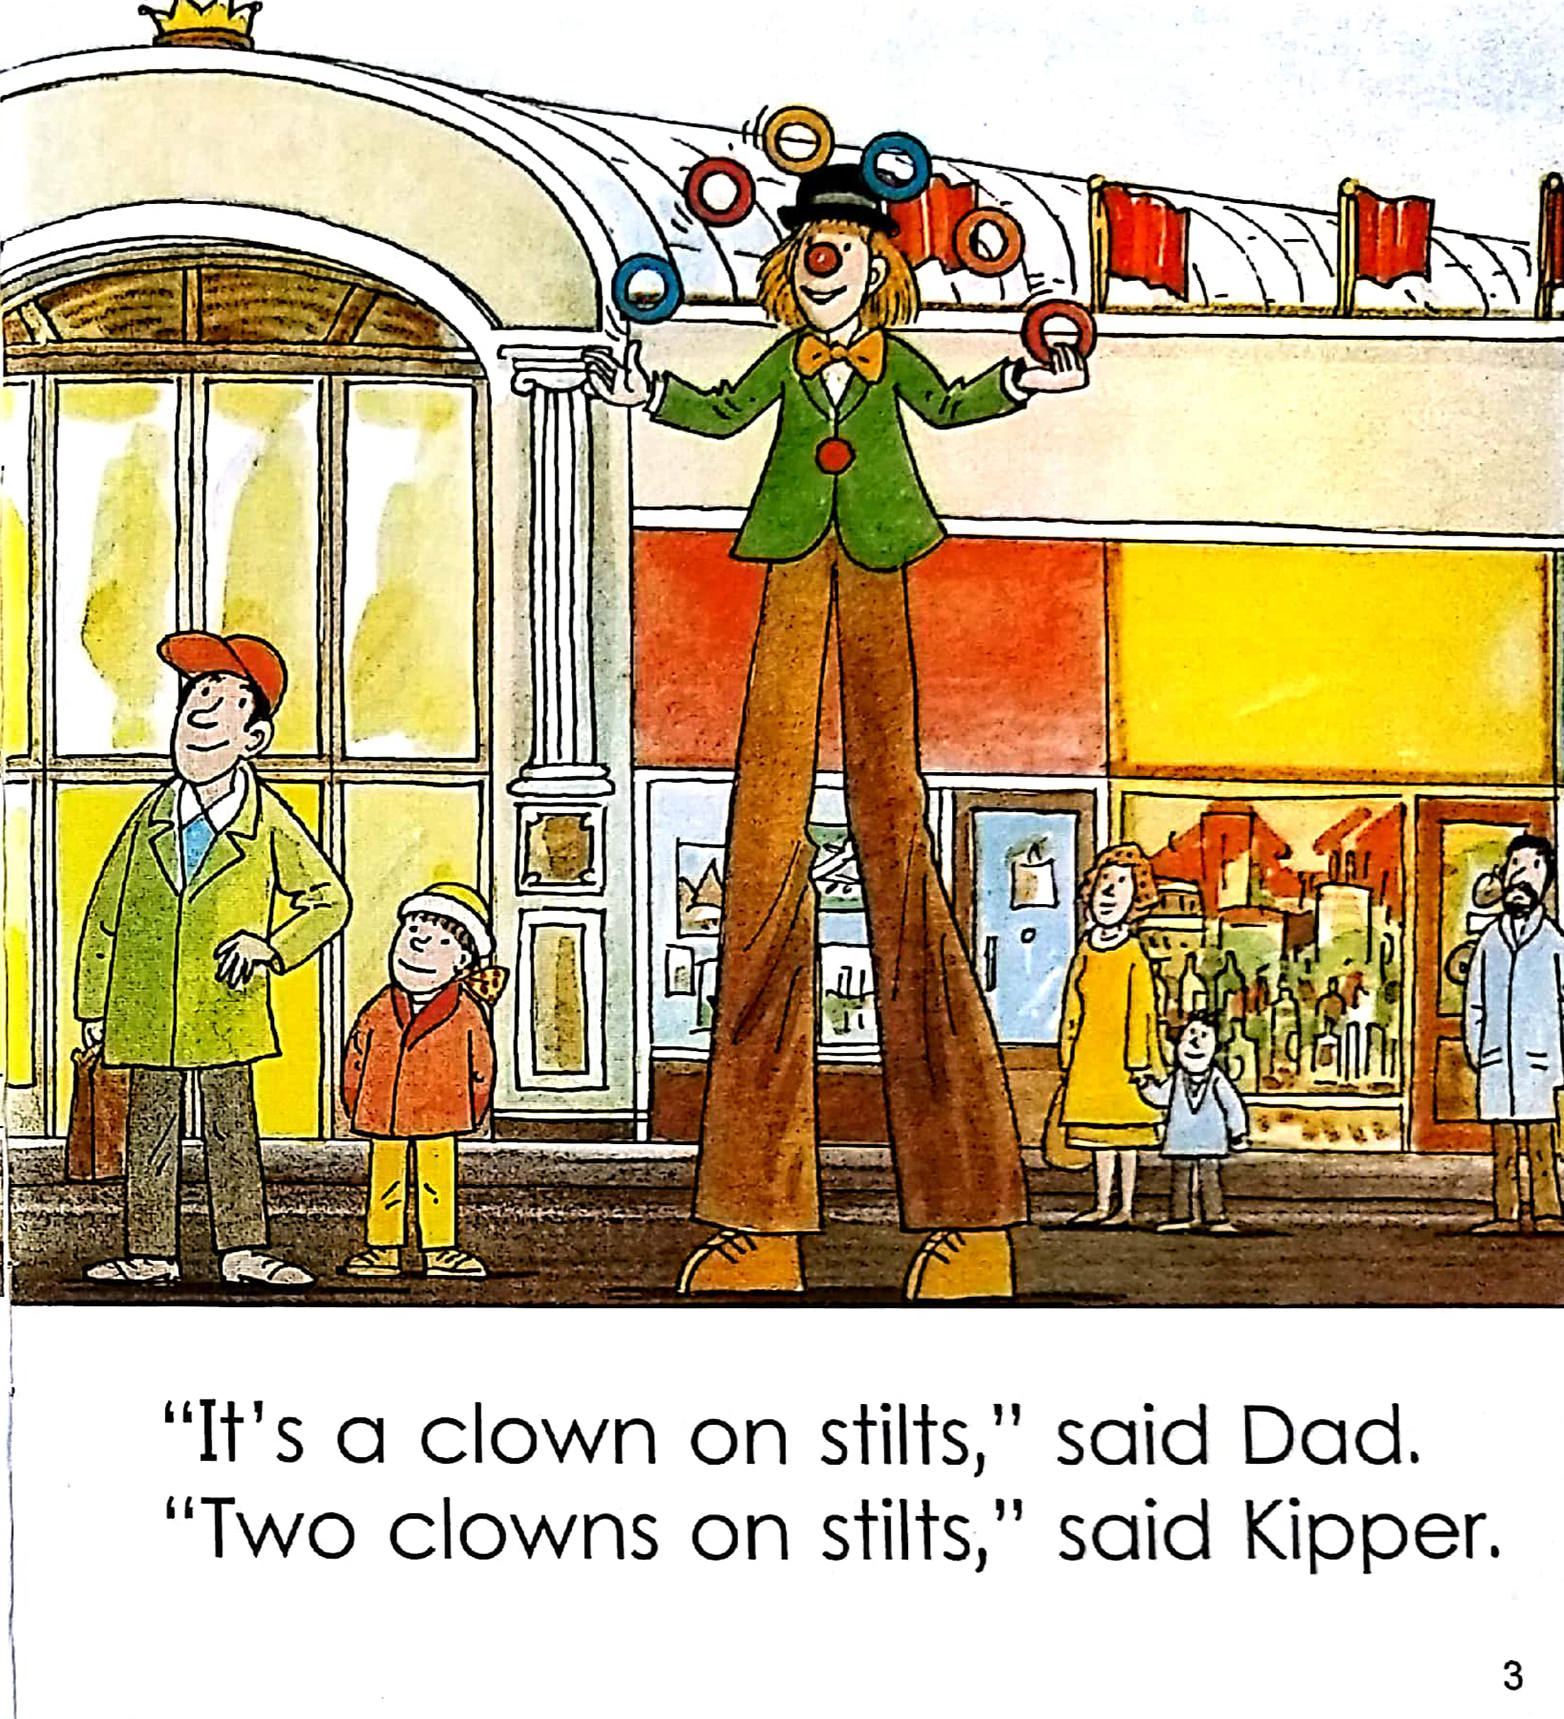 “It's a clown on stilts,” said Dad.
“Two clowns on stilts,” said Kipper.
3